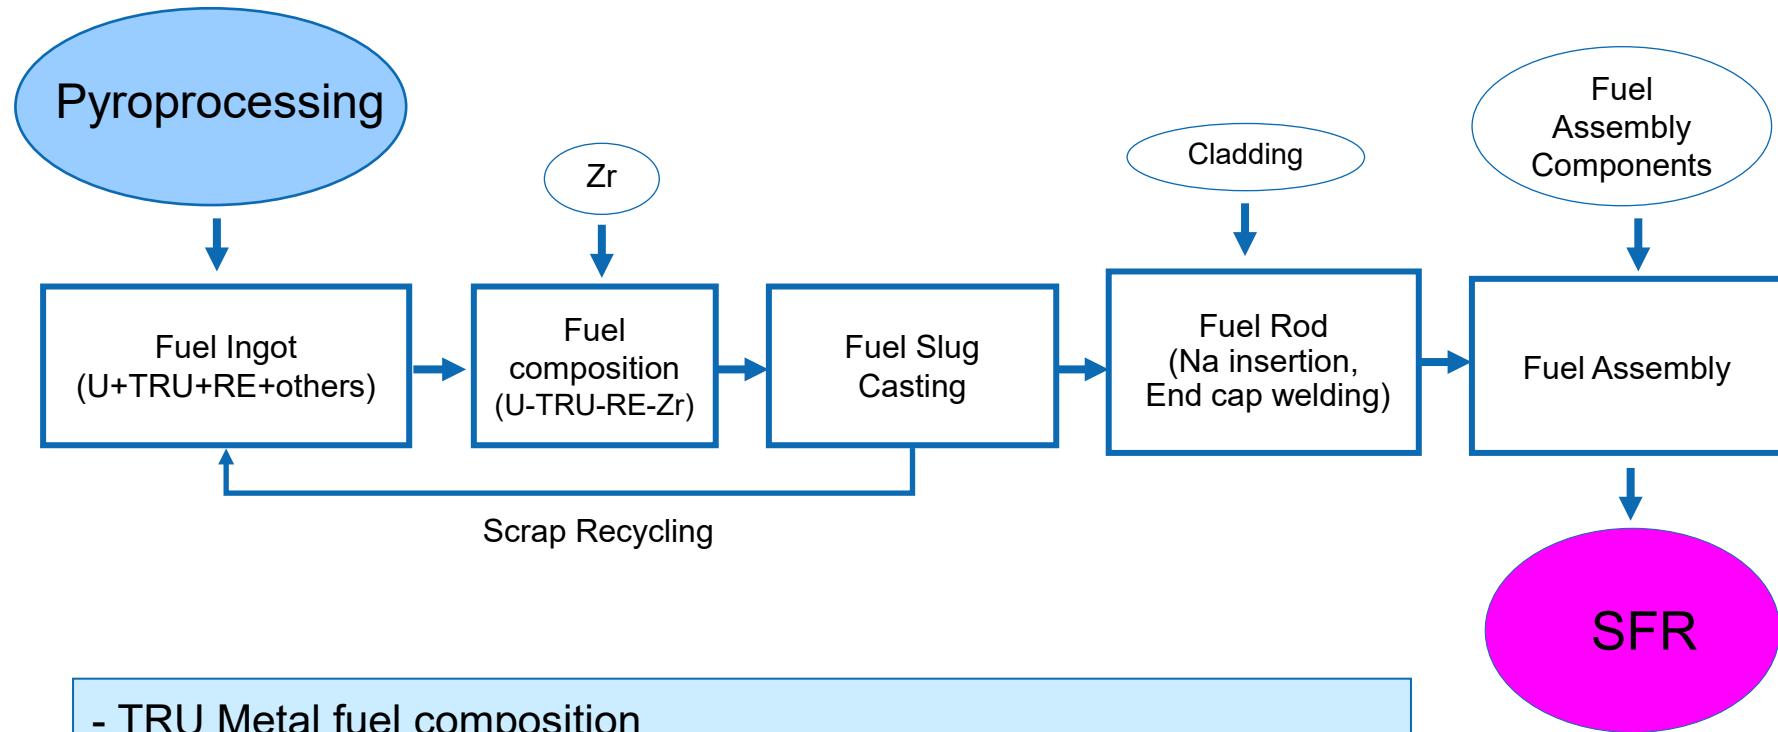 Pyroprocessing
Zr
Cladding
Fuel
Assembly
Components
Fuel Ingot
(U+TRU+RE+others)
Fuel
composition
(U-TRU-RE-Zr)
Fuel Slug
Casting
Fuel Rod
(Na insertion,
End cap welding)
Fuel Assembly
Scrap Recycling
SFR
- TRU Metal fuel composition